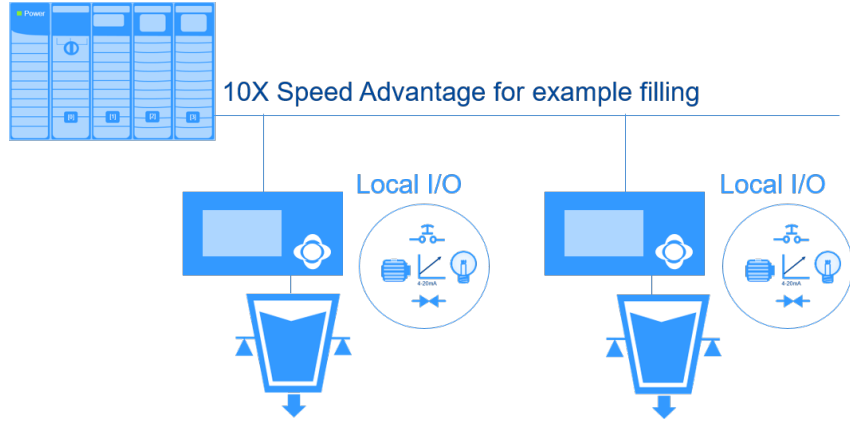 Power
[0]
[1]
[2]
[3]
10X Speed Advantage for example filling
Local I/O
4-20mA
Local I/O
4-20mA